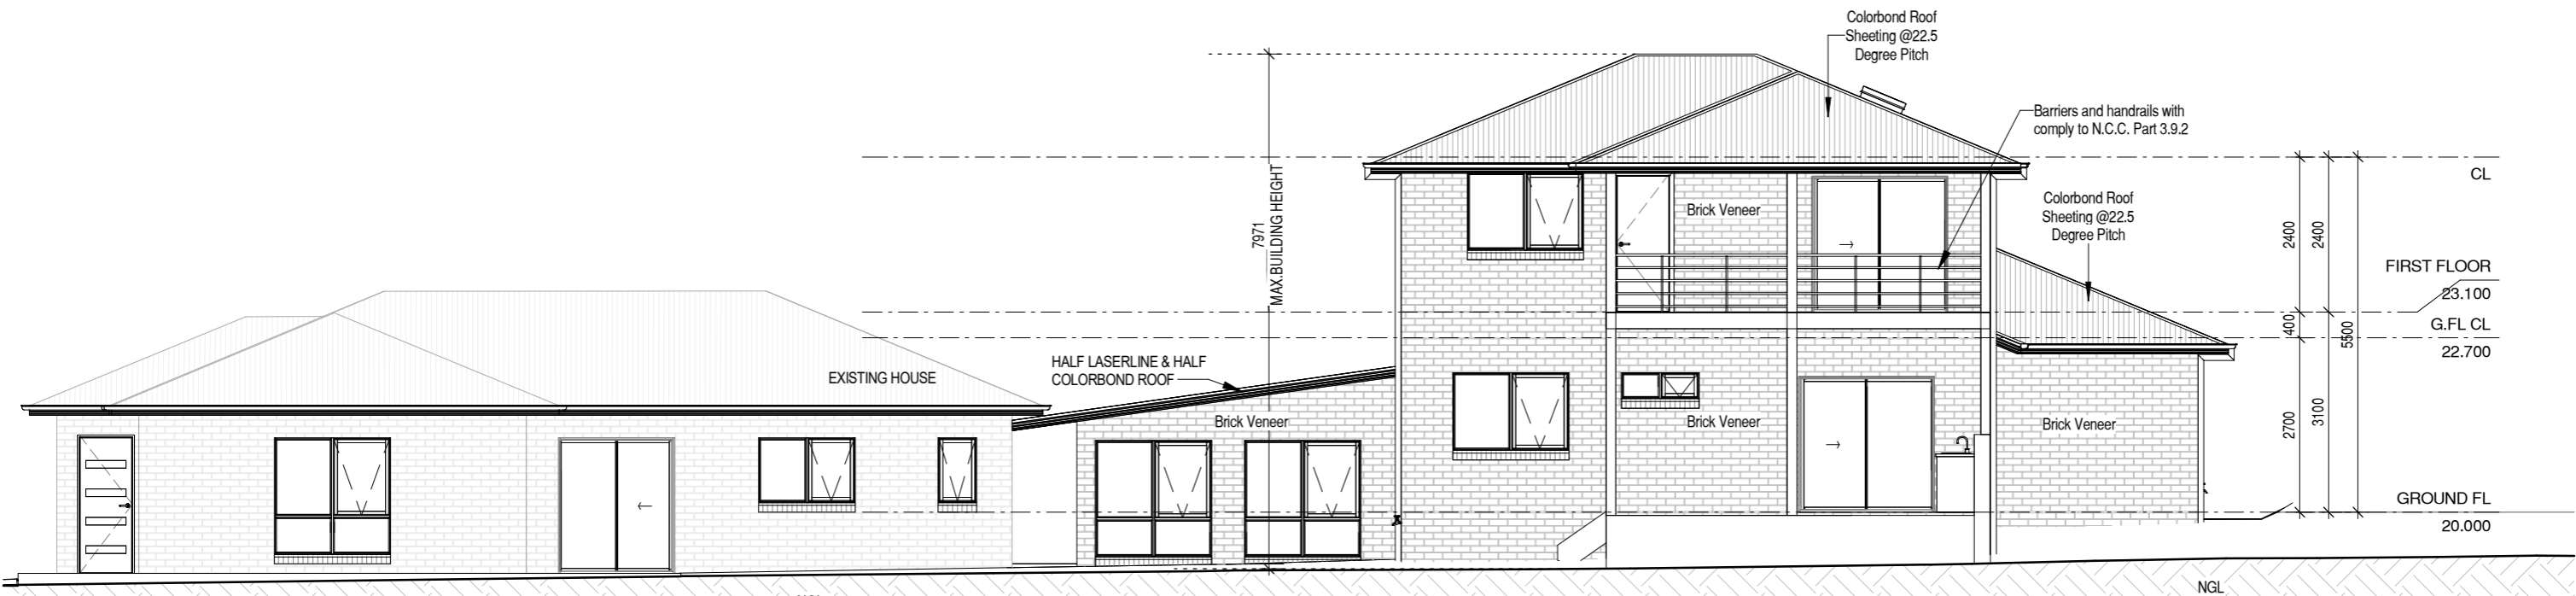 Colorbond Roof
Sheeting @22.5
Degree Pitch
Barriers and handrails with
comply to N.C.C. Part 3.9.2
7971
MAX.BUILDING HEIGHT
Brick Veneer
Colorbond Roof
Sheeting @22.5
Degree Pitch
CL
2400
2400
FIRST FLOOR
23.100
G.FL CL
22.700
400
5500
EXISTING HOUSE
HALF LASERLINE & HALF
COLORBOND ROOF
Brick Veneer
Brick Veneer
Brick Veneer
2700
3100
GROUND FL
20.000
NGL